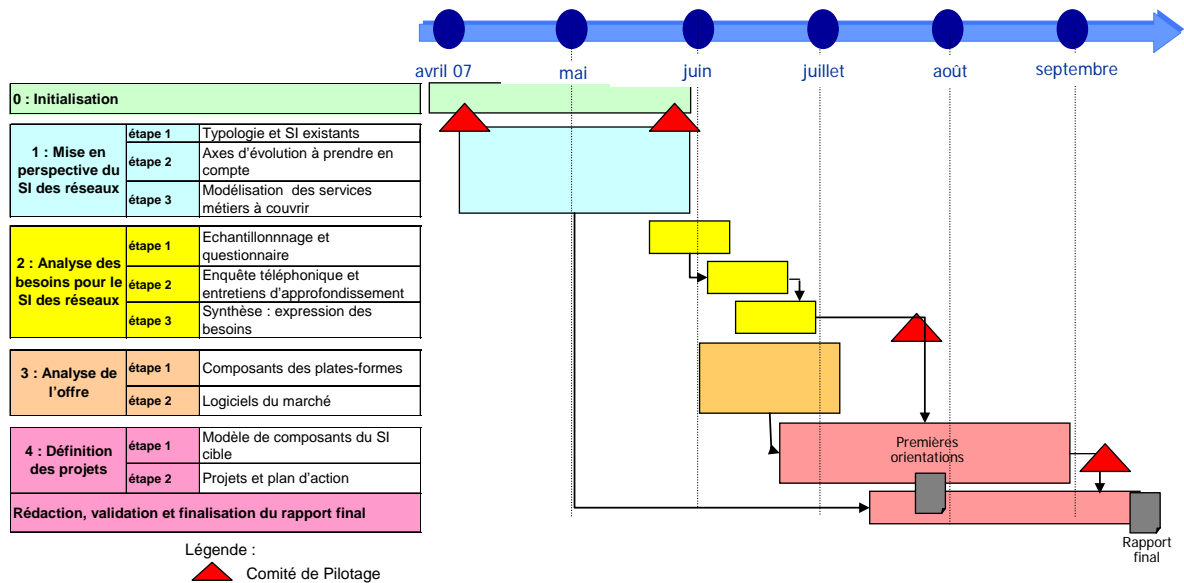 avril 07
mai
juin
juillet
août
septembre
0 : Initialisation
1 : Mise en
perspective du
SI des réseaux
étape 1
Typologie et SI existants
étape 2
Axes d'évolution à prendre en
compte
étape 3
Modélisation des services
métiers à couvrir
2 : Analyse des
besoins pour le
SI des réseaux
étape 1
Echantillonnnage et
questionnaire
étape 2
Enquête téléphonique et
entretiens d'approfondissement
étape 3
Synthèse : expression des
besoins
3 : Analyse de
l'offre
étape 1
Composants des plates-formes
étape 2
Logiciels du marché
4 : Définition
des projets
étape 1
Modèle de composants du SI
cible
étape 2
Projets et plan d'action
Premières
orientations
Rédaction, validation et finalisation du rapport final
Rapport
final
Légende :
Comité de Pilotage